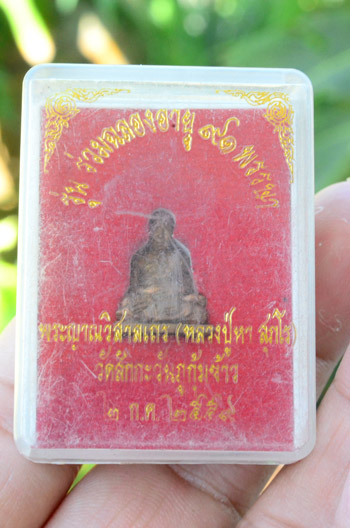 รุ่น ร่วมฉลองอายุ ๙๑ พรรษา
พระญาณวิสาลเถร (หลวงปู่หา สุภโร)
วัดสักกะวันภูกุ้มข้าว
๖ ก.ค. ๒๕๕๙